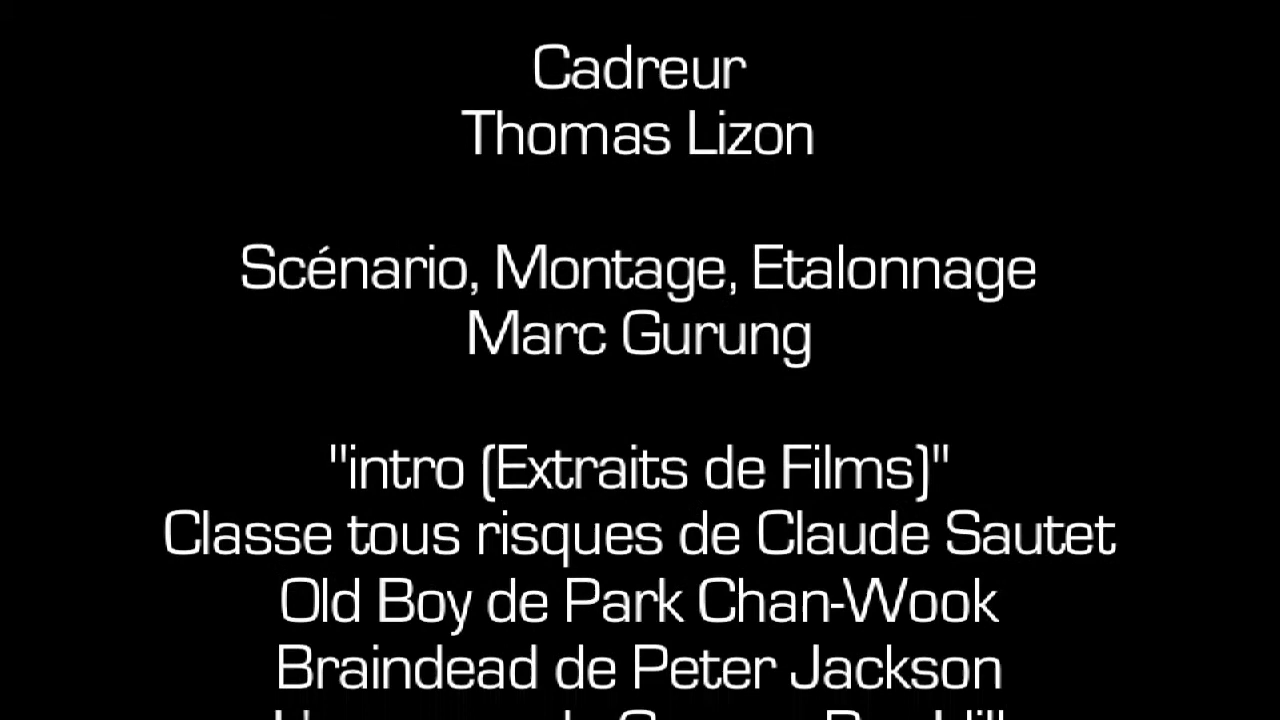 Cadreur
Thomas Lizon
Scénario, Montage, Etalonnage
Marc Gurung
"intro (Extraits de Films)"
Classe tous risques de Claude Sautet
Old Boy de Park Chan-Wook
Braindead de Peter Jackson